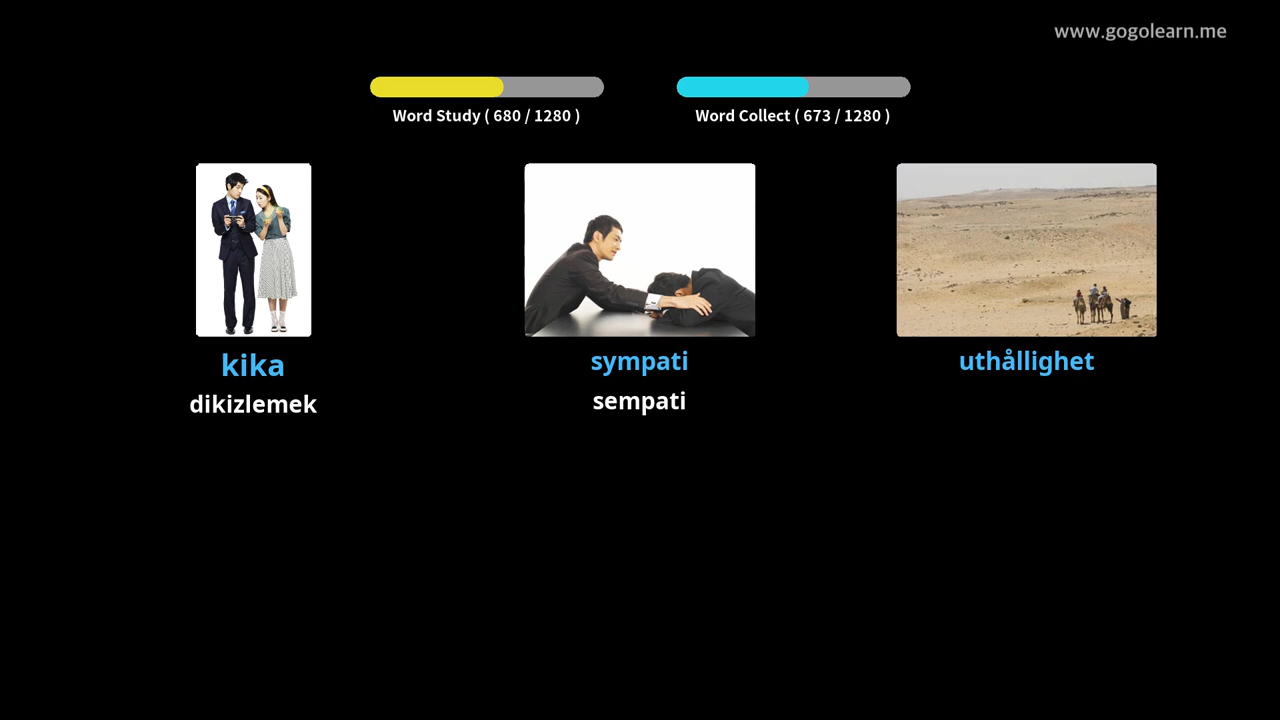 www.gogolearn.me
Word Study ( 680 / 1280 )
Word Collect ( 673 / 1280 )
kika
dikizlemek
sympati
sempati
uthållighet